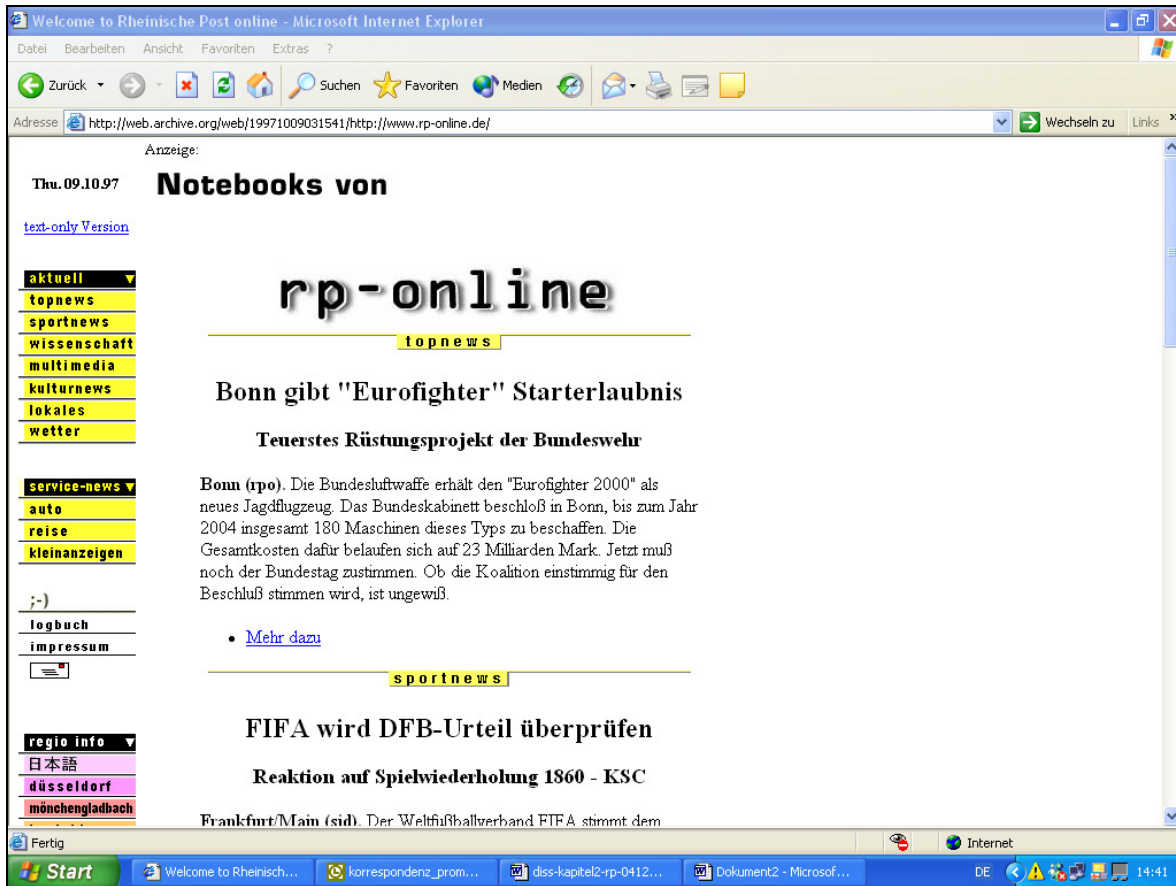 Welcome to Rheinische Post online - Microsoft Internet Explorer
Datei Bearbeiten Ansicht Favoriten Extras ?
Zurück Suchen Favoriten Medien
Adresse http://web.archive.org/web/19971009031541/http://www.rp-online.de/ Wechseln zu Links »
Anzeige:
Thu. 09.10.97
Notebooks von
text-only Version
aktuell
topnews
sportnews
wissenschaft
multimedia
kulturnews
lokales
wetter
service-news
auto
reise
kleinanzeigen
;-)
logbuch
impressum
regio info
日本語
düsseldorf
mönchengladbach
rp-online
topnews
Bonn gibt "Eurofighter" Starterlaubnis
Teuerstes Rüstungsprojekt der Bundeswehr
Bonn (rpo). Die Bundesluftwaffe erhält den "Eurofighter 2000" als
neues Jagdflugzeug. Das Bundeskabinett beschloß in Bonn, bis zum Jahr
2004 insgesamt 180 Maschinen dieses Typs zu beschaffen. Die
Gesamtkosten dafür belaufen sich auf 23 Milliarden Mark. Jetzt muß
noch der Bundestag zustimmen. Ob die Koalition einstimmig für den
Beschluß stimmen wird, ist ungewiß.
• Mehr dazu
sportnews
FIFA wird DFB-Urteil überprüfen
Reaktion auf Spielwiederholung 1860 - KSC
Frankfurt/Main (sid). Der Weltfußballverband FIFA stimmt dem
Fertig Internet
Start Welcome to Rheinisch... korrespondenz_prom... diss-kapitel2-rp-0412... Dokument2 - Microsof... DE 14:41